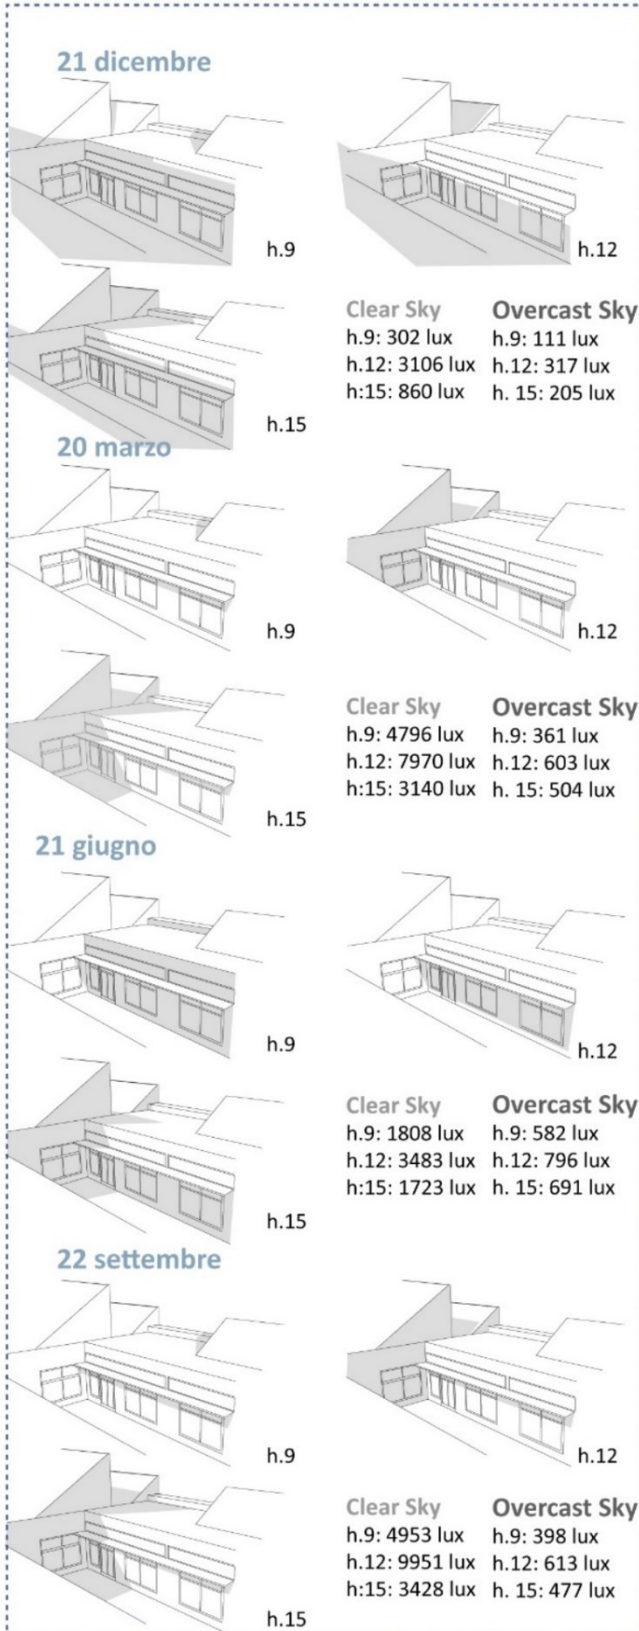 21 dicembre
h.9
h.12
h.15
Clear Sky Overcast Sky
h.9: 302 lux h.9: 111 lux
h.12: 3106 lux h.12: 317 lux
h:15: 860 lux h. 15: 205 lux
20 marzo
h.9
h.12
h.15
Clear Sky Overcast Sky
h.9: 4796 lux h.9: 361 lux
h.12: 7970 lux h.12: 603 lux
h:15: 3140 lux h. 15: 504 lux
21 giugno
h.9
h.12
h.15
Clear Sky Overcast Sky
h.9: 1808 lux h.9: 582 lux
h.12: 3483 lux h.12: 796 lux
h:15: 1723 lux h. 15: 691 lux
22 settembre
h.9
h.12
h.15
Clear Sky Overcast Sky
h.9: 4953 lux h.9: 398 lux
h.12: 9951 lux h.12: 613 lux
h:15: 3428 lux h. 15: 477 lux